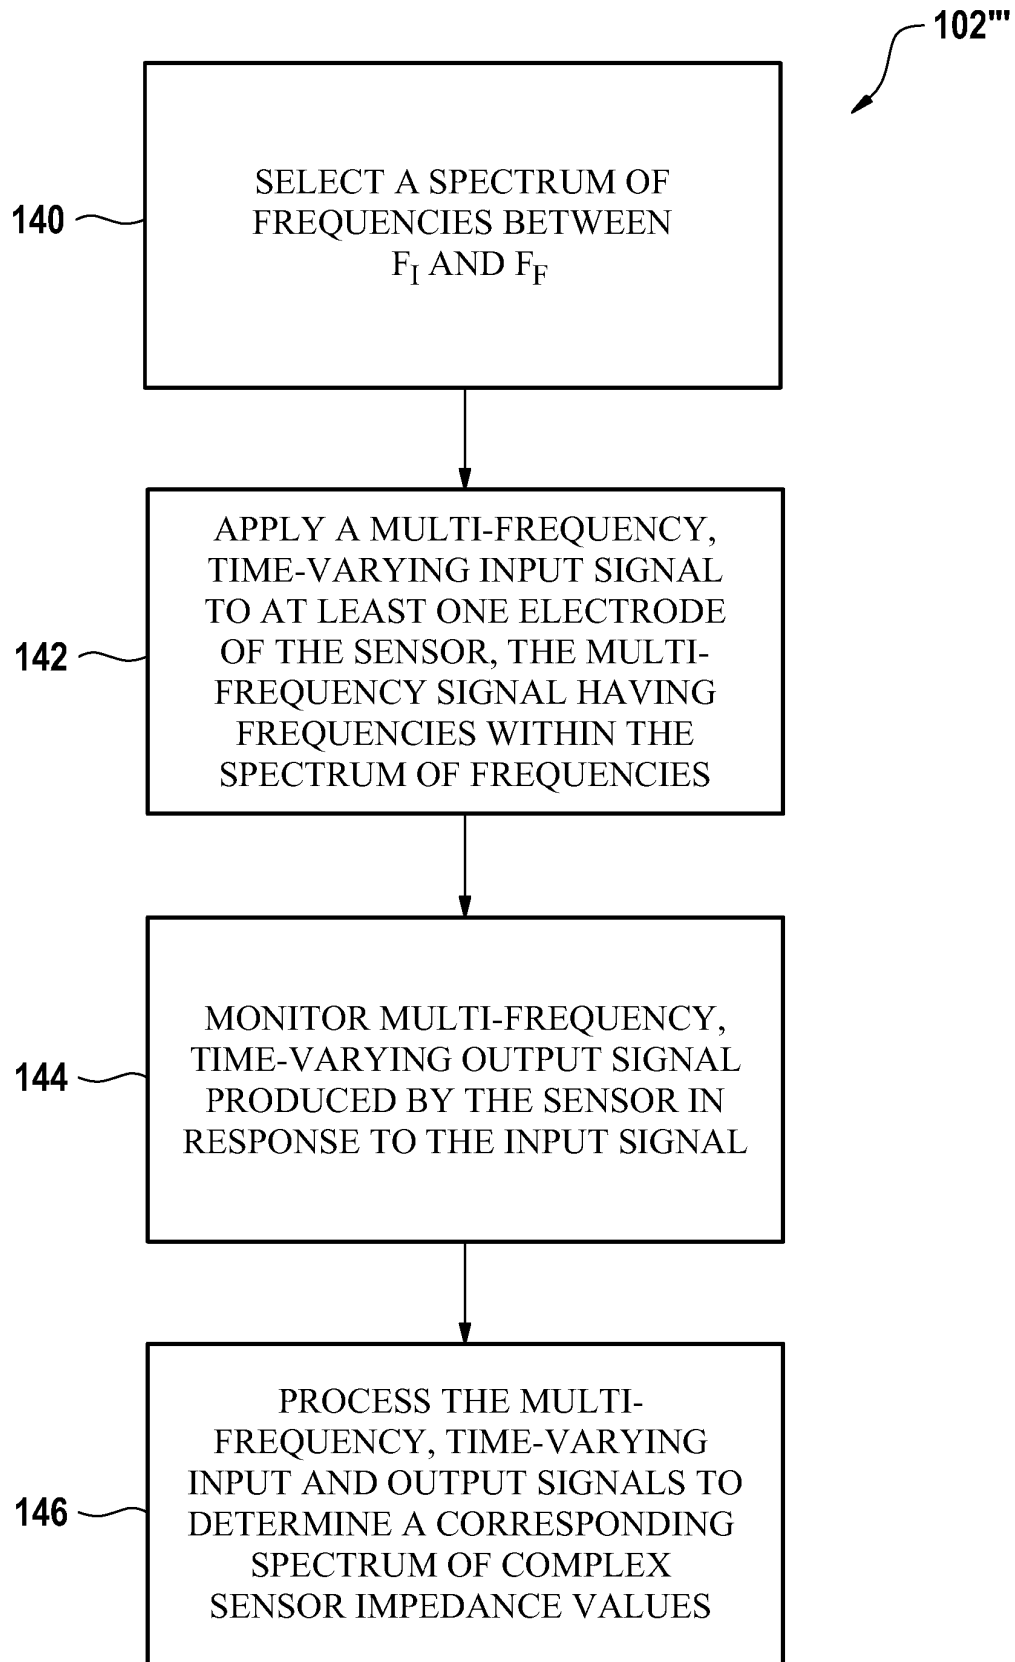 102'''
140
SELECT A SPECTRUM OF
FREQUENCIES BETWEEN
FI AND FF
142
APPLY A MULTI-FREQUENCY,
TIME-VARYING INPUT SIGNAL
TO AT LEAST ONE ELECTRODE
OF THE SENSOR, THE MULTI-
FREQUENCY SIGNAL HAVING
FREQUENCIES WITHIN THE
SPECTRUM OF FREQUENCIES
144
MONITOR MULTI-FREQUENCY,
TIME-VARYING OUTPUT SIGNAL
PRODUCED BY THE SENSOR IN
RESPONSE TO THE INPUT SIGNAL
146
PROCESS THE MULTI-
FREQUENCY, TIME-VARYING
INPUT AND OUTPUT SIGNALS TO
DETERMINE A CORRESPONDING
SPECTRUM OF COMPLEX
SENSOR IMPEDANCE VALUES